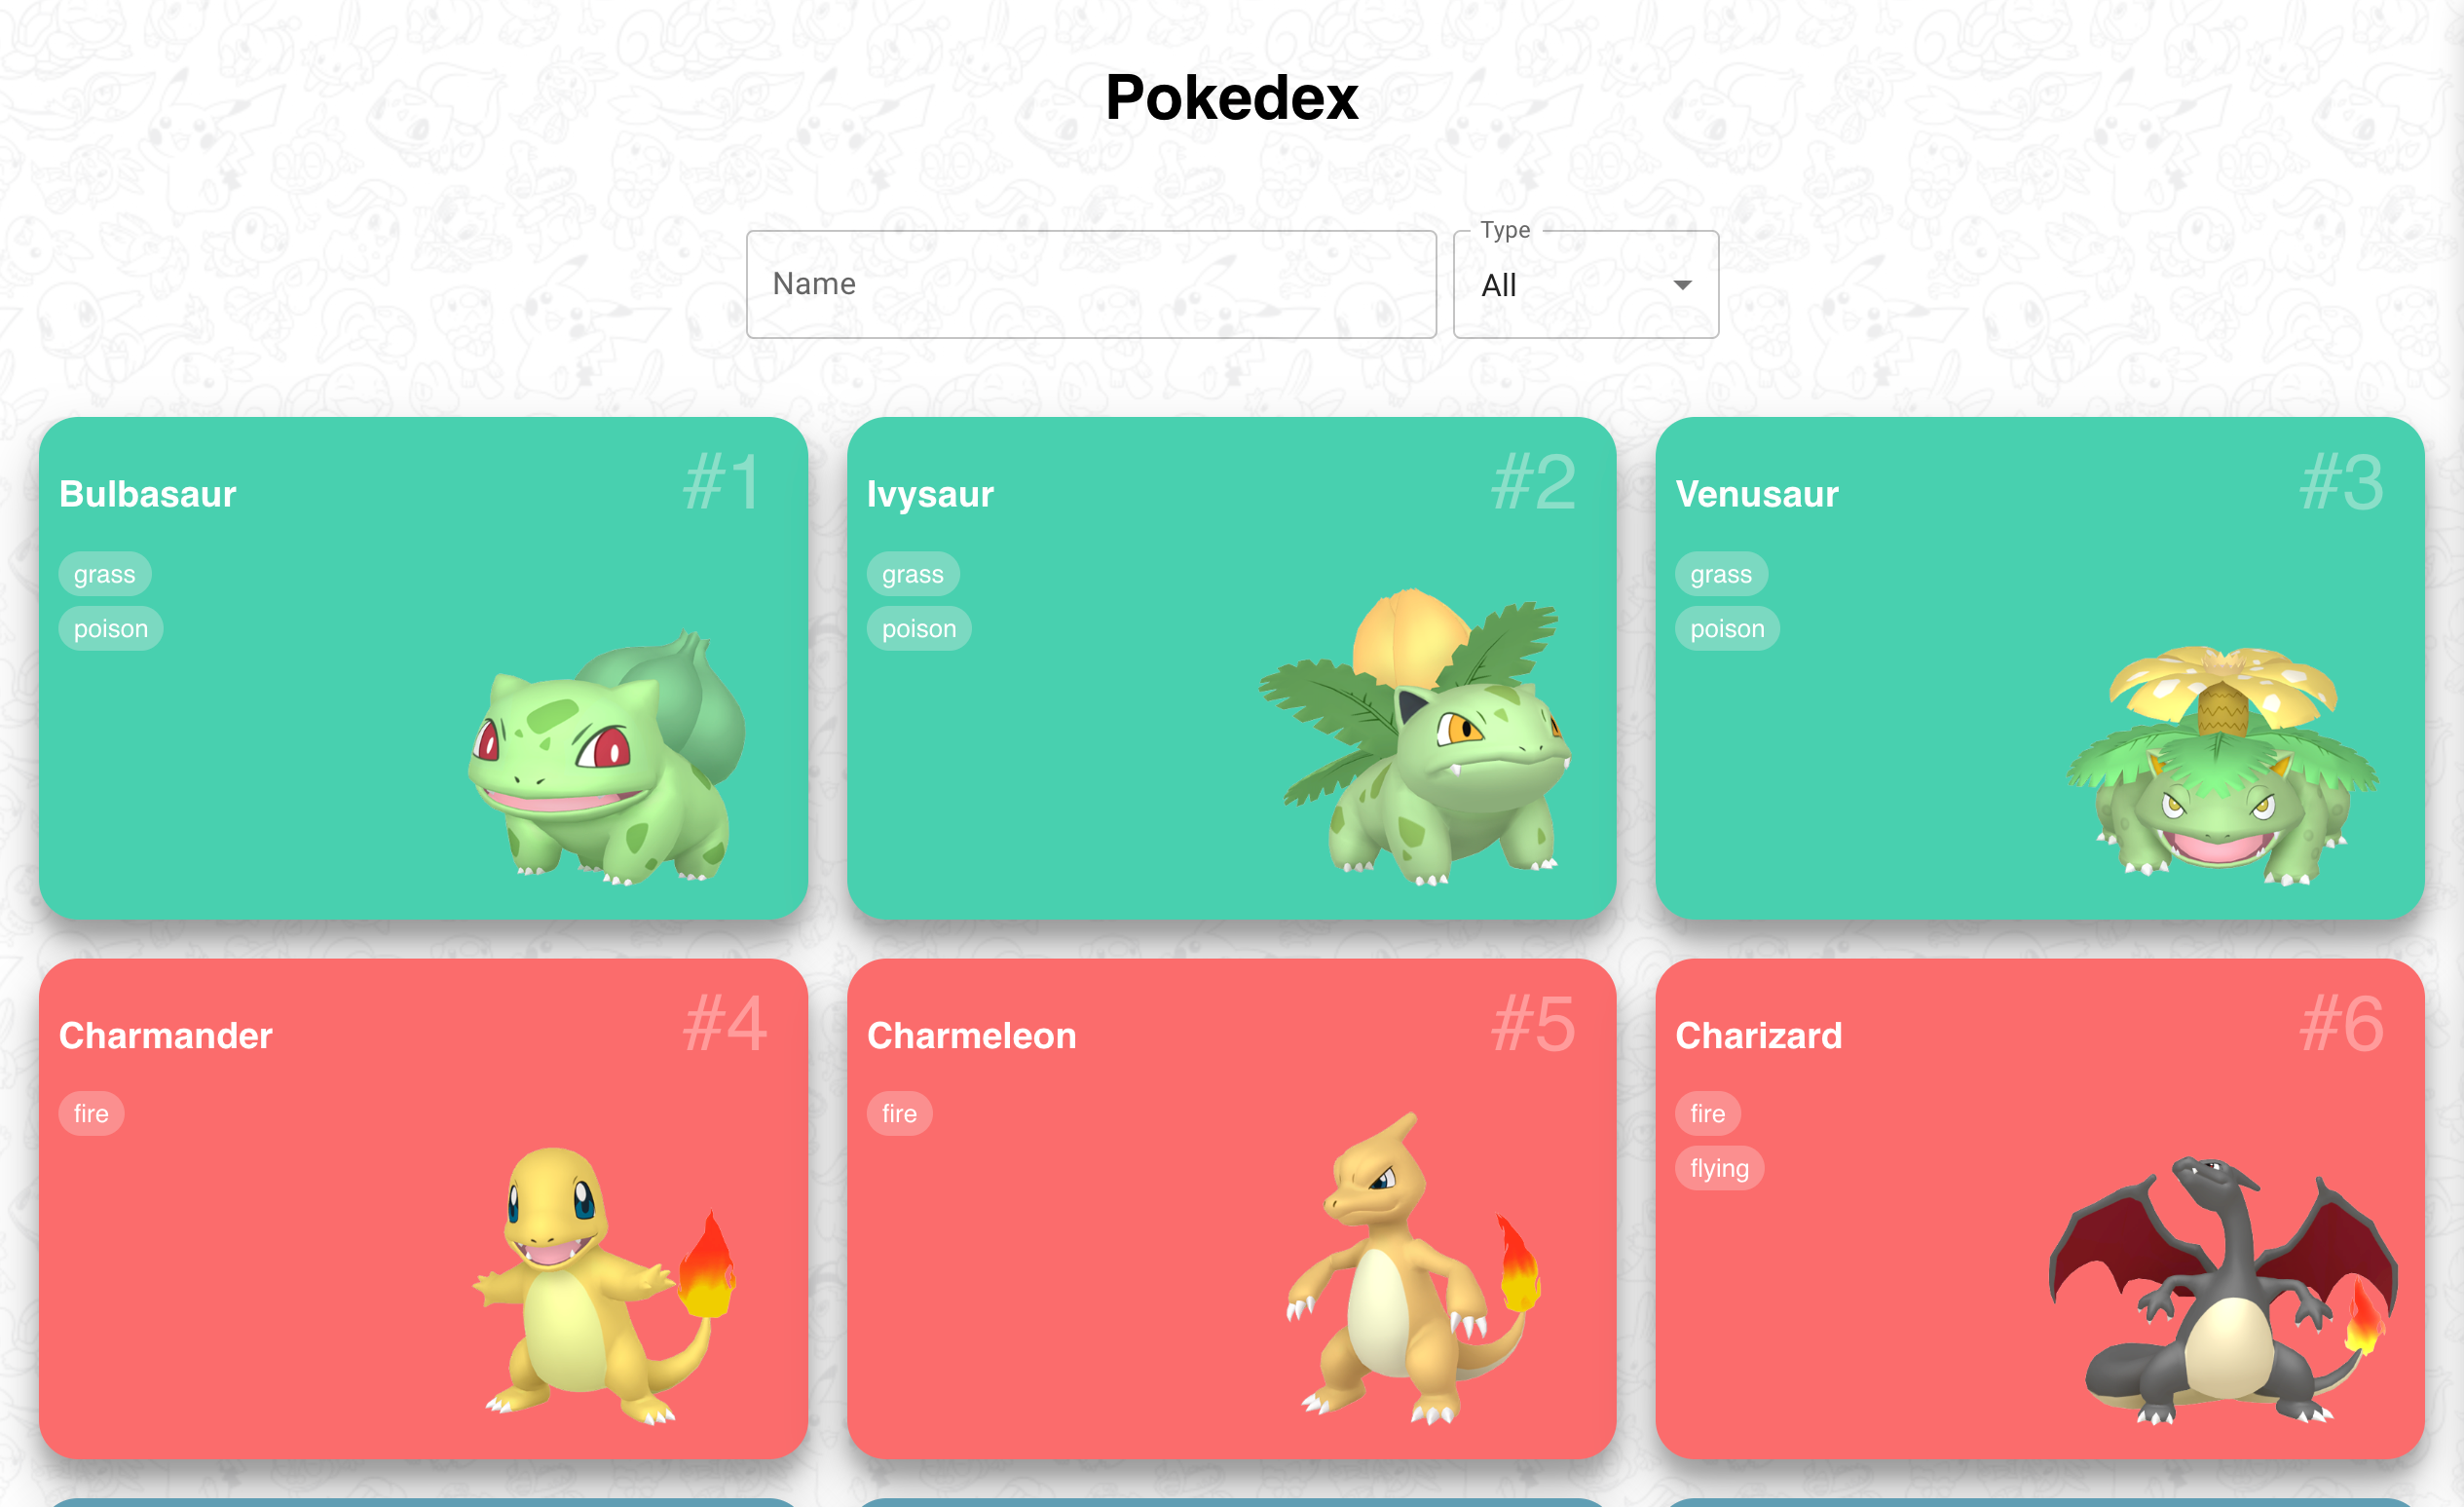 Pokedex
Name
Type
All
Bulbasaur
#1
grass
poison
Ivysaur
#2
grass
poison
Venusaur
#3
grass
poison
Charmander
#4
fire
Charmeleon
#5
fire
Charizard
#6
fire
flying